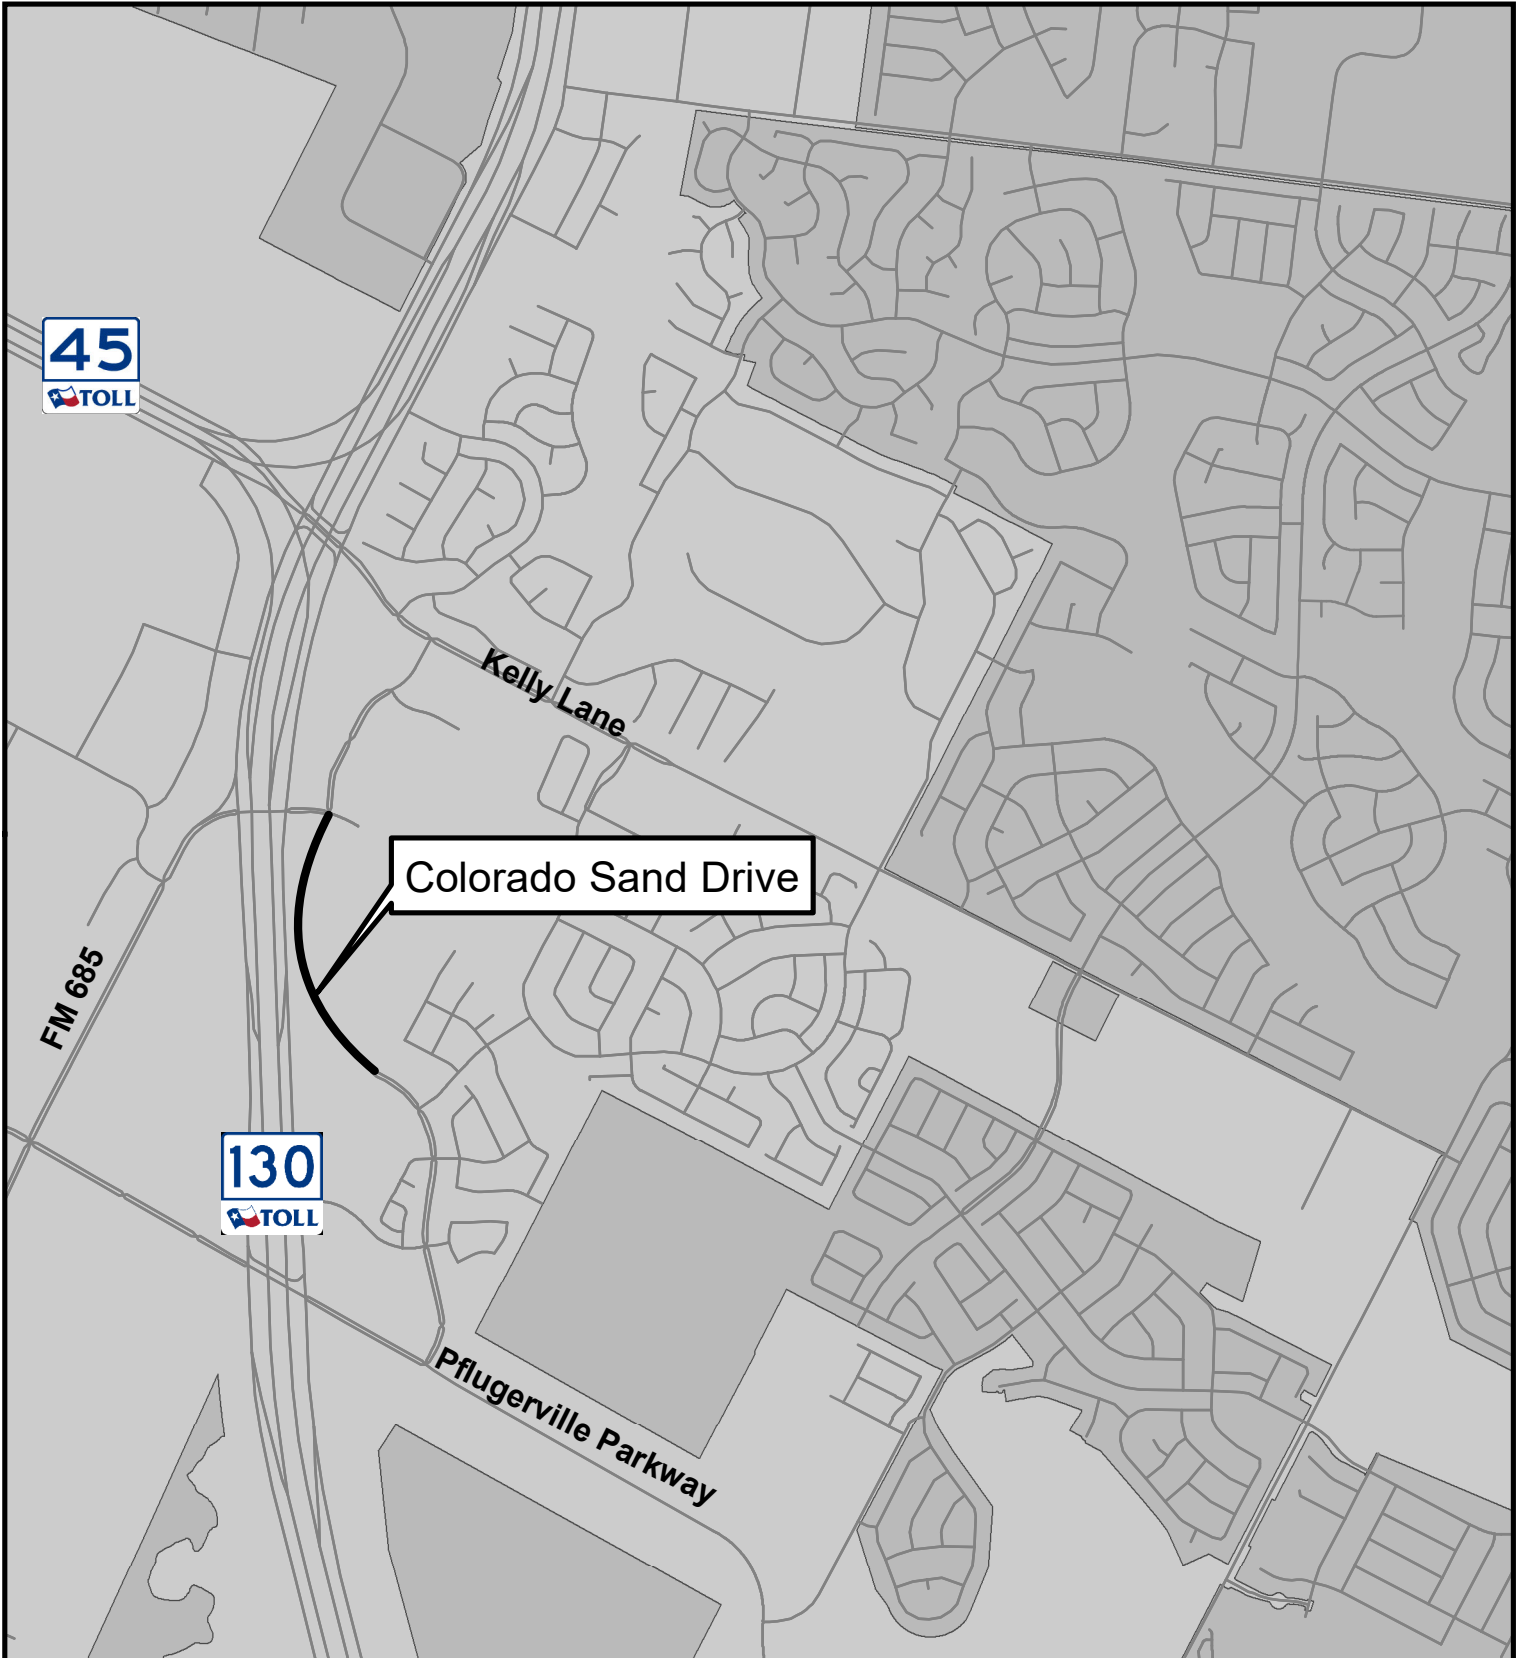 45
TOLL
Kelly Lane
Colorado Sand Drive
FM 685
130
TOLL
Pflugerville Parkway